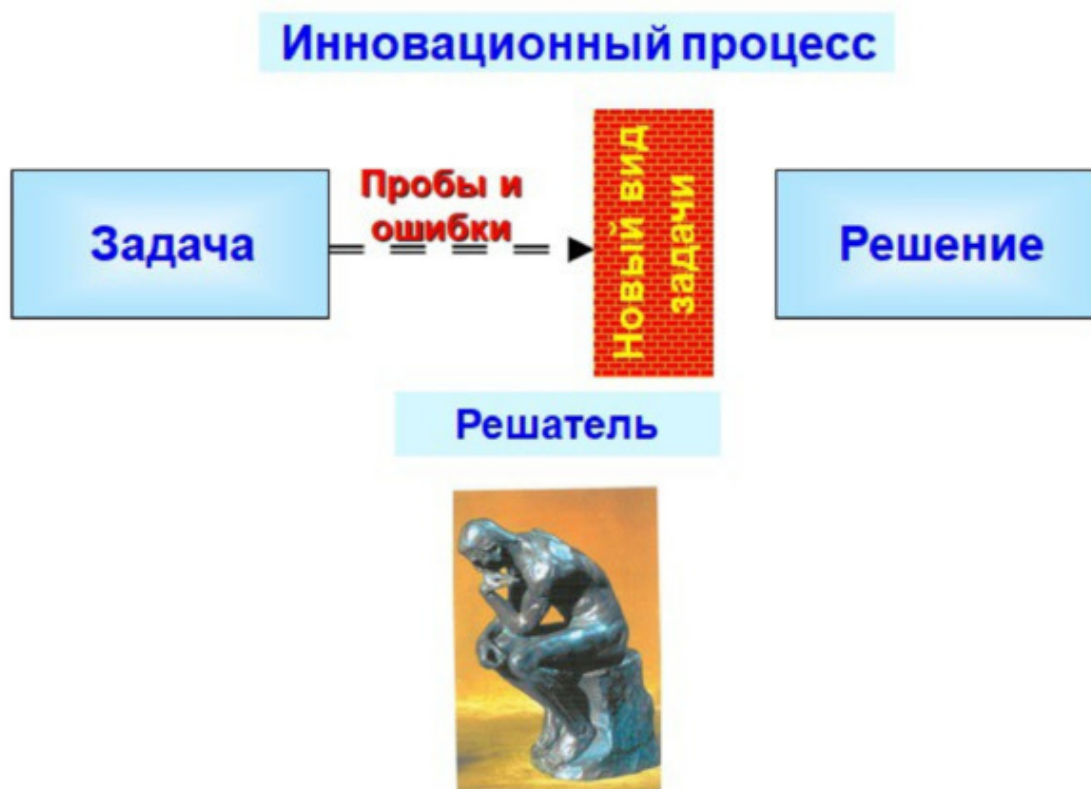 Инновационный процесс
Задача
Пробы и
ошибки
Новый вид
задачи
Решение
Решатель